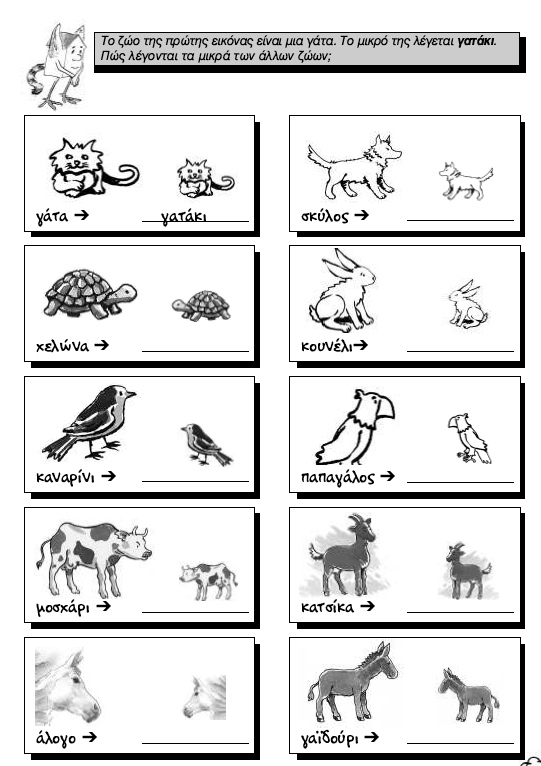 Το ζώο της πρώτης εικόνας είναι μια γάτα. Το μικρό της λέγεται γατάκι.
Πώς λέγονται τα μικρά των άλλων ζώων;
γάτα ➔ γατάκι
σκύλος ➔
χελώνα ➔
κουνέλι ➔
καναρίνι ➔
παπαγάλος ➔
μοσχάρι ➔
κατσίκα ➔
άλογο ➔
γαϊδούρι ➔